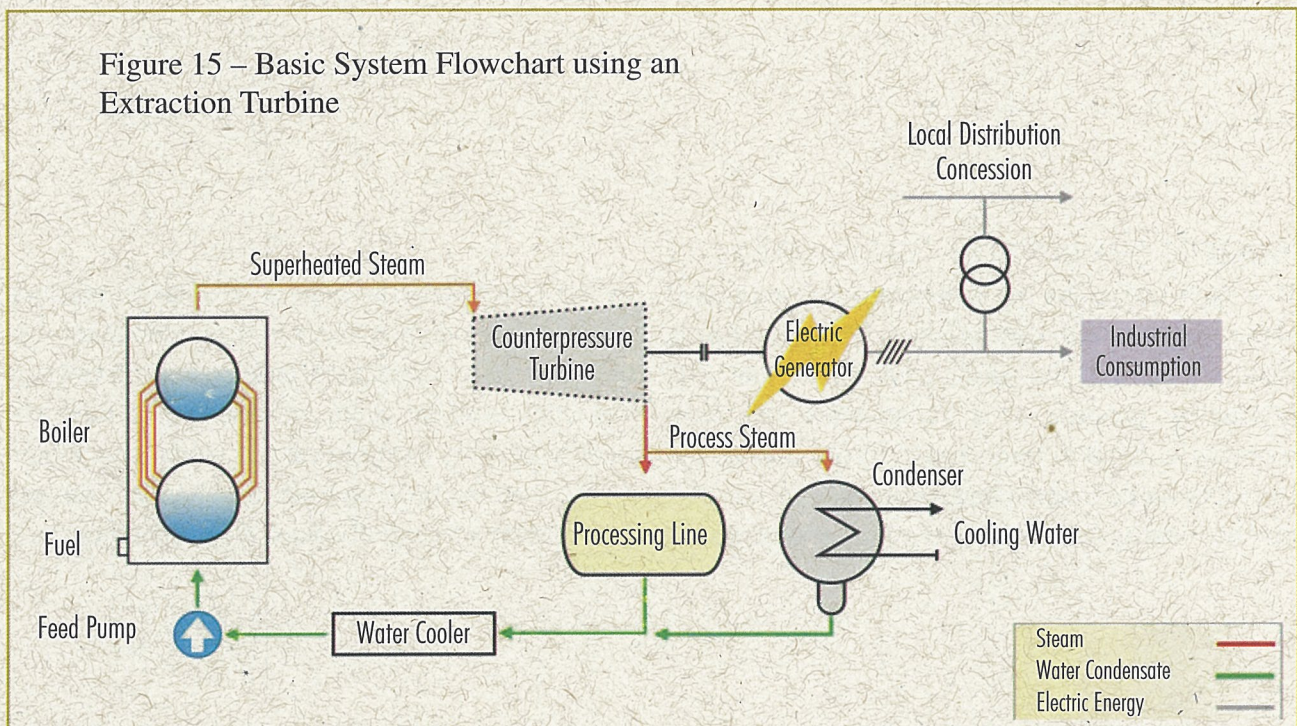 Figure 15 – Basic System Flowchart using an
Extraction Turbine
Local Distribution
Concession
Superheated Steam
Counterpressure
Turbine
Electric
Generator
Industrial
Consumption
Boiler
Process Steam
Condenser
Fuel
Processing Line
Cooling Water
Feed Pump
Water Cooler
Steam
Water Condensate
Electric Energy